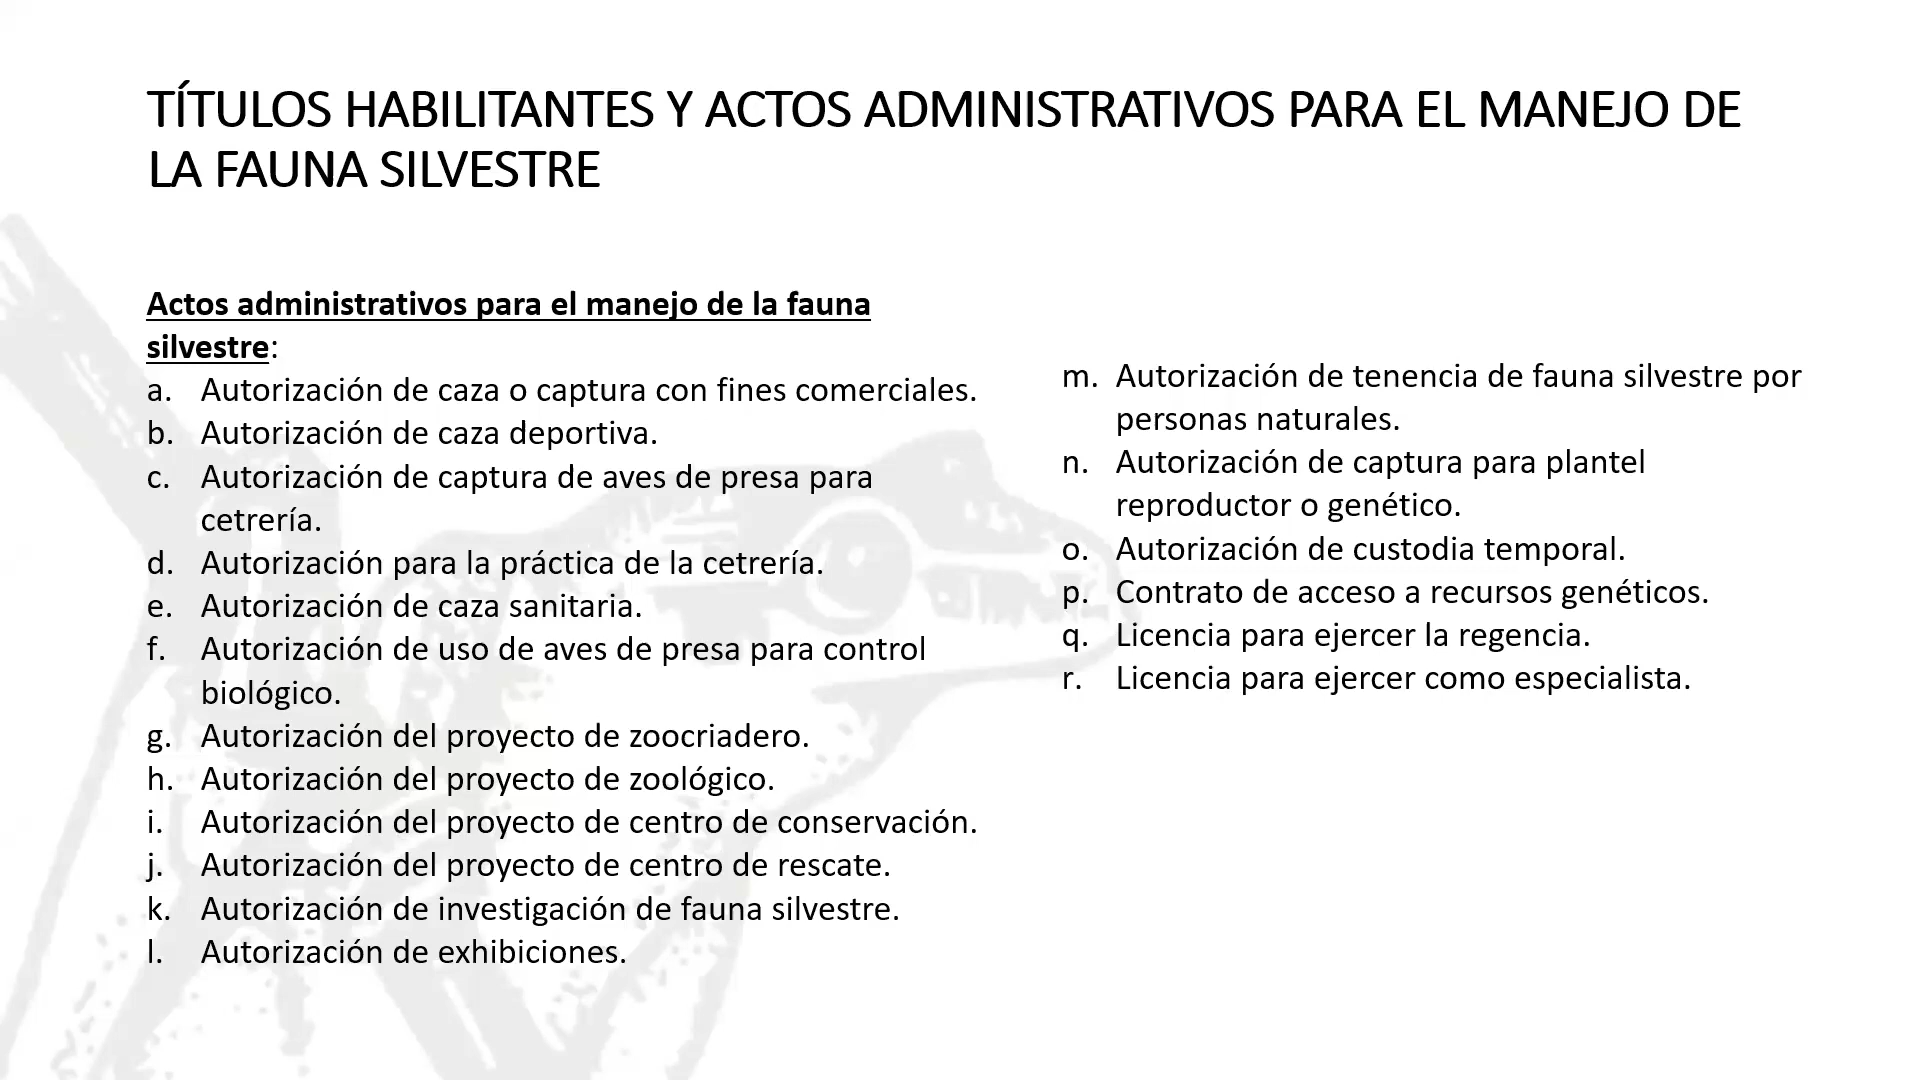 TÍTULOS HABILITANTES Y ACTOS ADMINISTRATIVOS PARA EL MANEJO DE
LA FAUNA SILVESTRE
Actos administrativos para el manejo de la fauna
silvestre:
a. Autorización de caza o captura con fines comerciales.
b. Autorización de caza deportiva.
c. Autorización de captura de aves de presa para
cetrería.
d. Autorización para la práctica de la cetrería.
e. Autorización de caza sanitaria.
f. Autorización de uso de aves de presa para control
biológico.
g. Autorización del proyecto de zoocriadero.
h. Autorización del proyecto de zoológico.
i. Autorización del proyecto de centro de conservación.
j. Autorización del proyecto de centro de rescate.
k. Autorización de investigación de fauna silvestre.
l. Autorización de exhibiciones.
m. Autorización de tenencia de fauna silvestre por
personas naturales.
n. Autorización de captura para plantel
reproductor o genético.
o. Autorización de custodia temporal.
p. Contrato de acceso a recursos genéticos.
q. Licencia para ejercer la regencia.
r. Licencia para ejercer como especialista.